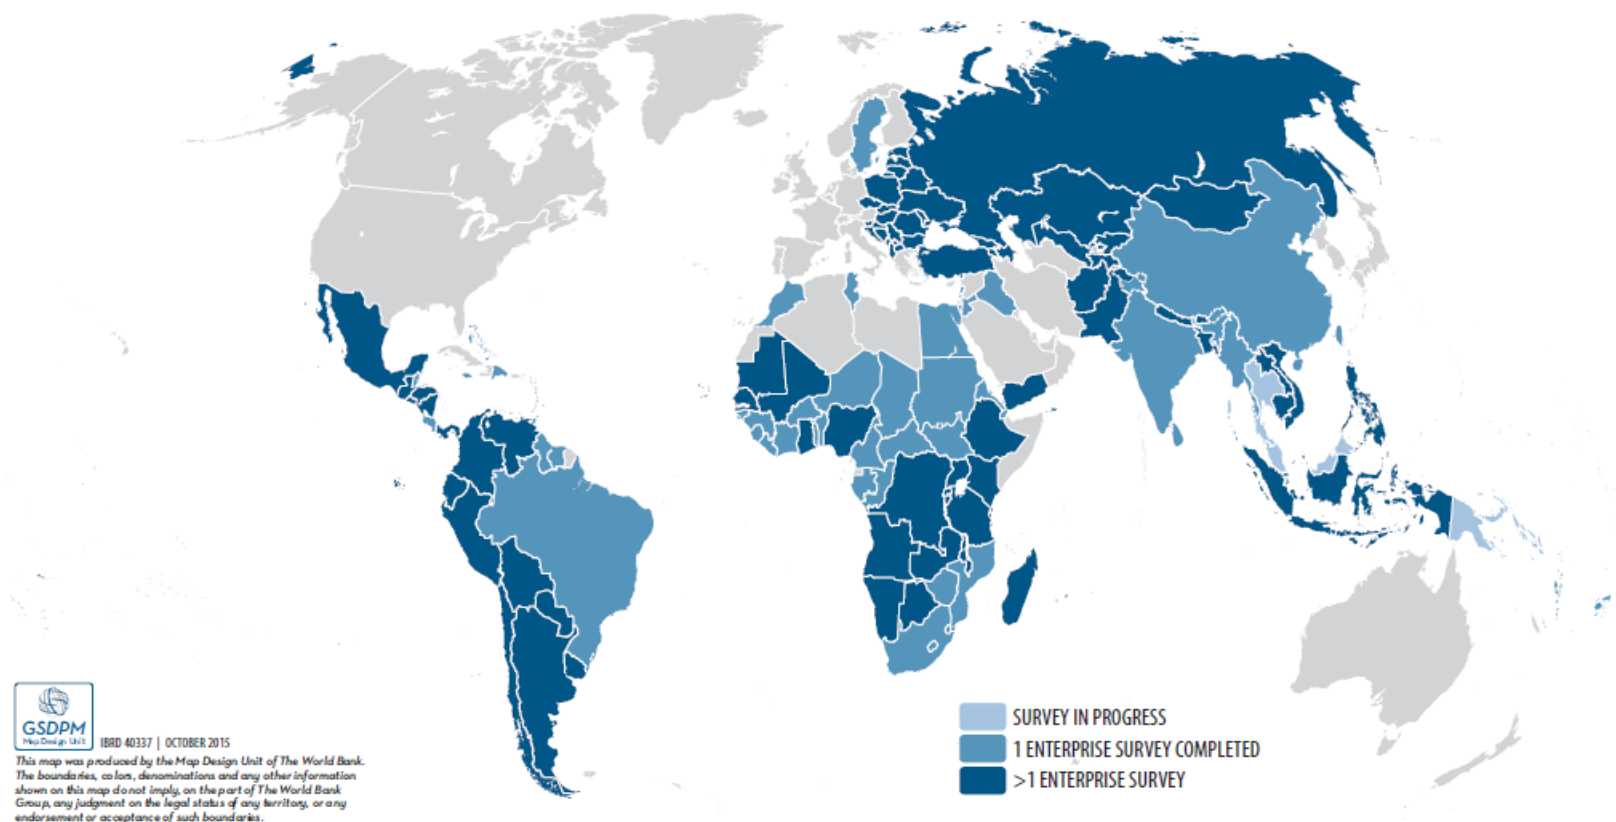 SURVEY IN PROGRESS
1 ENTERPRISE SURVEY COMPLETED
>1 ENTERPRISE SURVEY
GSDPM
Map Design Unit
IBRD 40337 | OCTOBER 2015
This map was produced by the Map Design Unit of The World Bank.
The boundaries, colors, denominations and any other information
shown on this map do not imply, on the part of The World Bank
Group, any judgment on the legal status of any territory, or any
endorsement or acceptance of such boundaries.